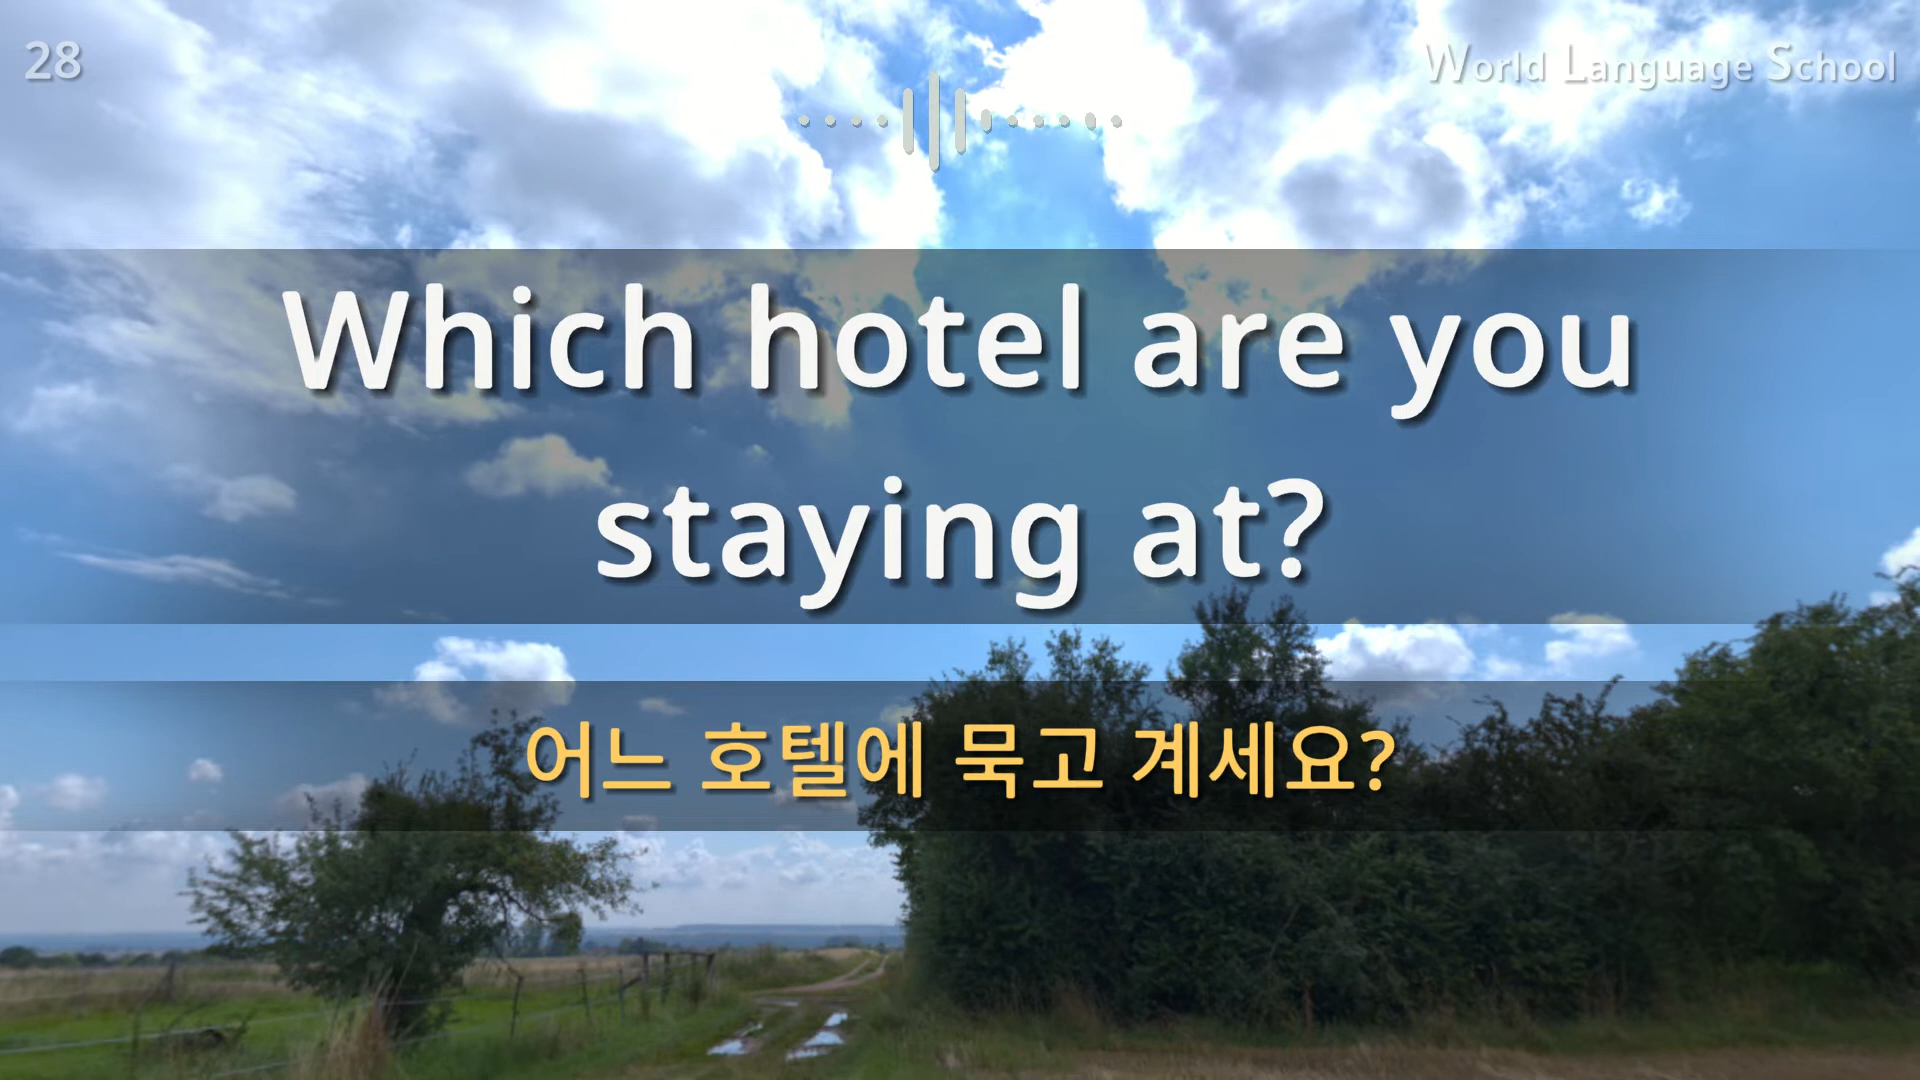 28
World Language School
Which hotel are you
staying at?
어느 호텔에 묵고 계세요?